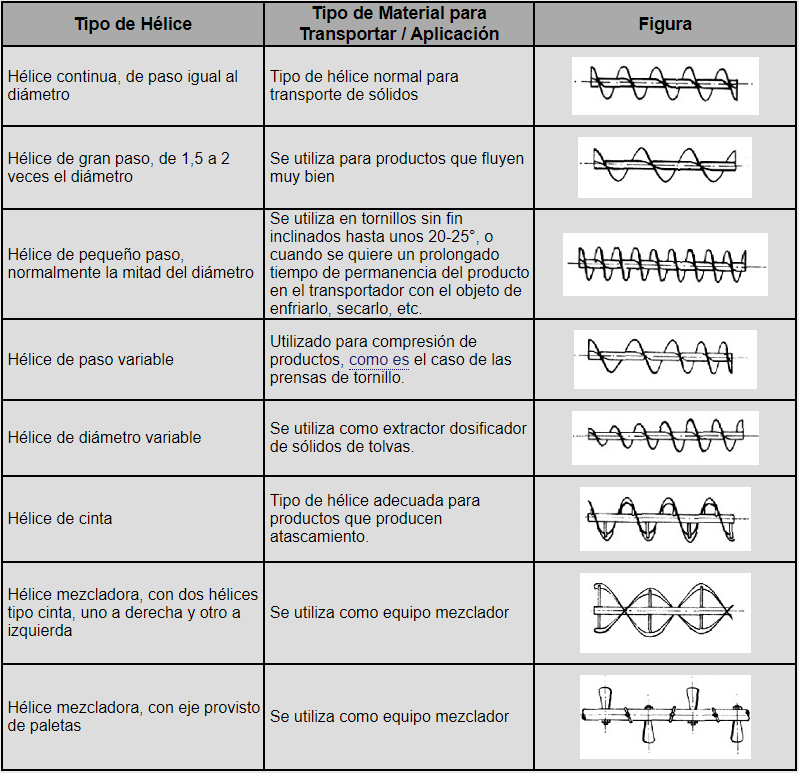 Tipo de Hélice
Tipo de Material para
Transportar / Aplicación
Figura
Hélice continua, de paso igual al
diámetro
Tipo de hélice normal para
transporte de sólidos
Hélice de gran paso, de 1,5 a 2
veces el diámetro
Se utiliza para productos que fluyen
muy bien
Hélice de pequeño paso,
normalmente la mitad del diámetro
Se utiliza en tornillos sin fin
inclinados hasta unos 20-25°, o
cuando se quiere un prolongado
tiempo de permanencia del producto
en el transportador con el objeto de
enfriarlo, secarlo, etc.
Hélice de paso variable
Utilizado para compresión de
productos, como es el caso de las
prensas de tornillo.
Hélice de diámetro variable
Se utiliza como extractor dosificador
de sólidos de tolvas.
Hélice de cinta
Tipo de hélice adecuada para
productos que producen
atascamiento.
Hélice mezcladora, con dos hélices
tipo cinta, uno a derecha y otro a
izquierda
Se utiliza como equipo mezclador
Hélice mezcladora, con eje provisto
de paletas
Se utiliza como equipo mezclador